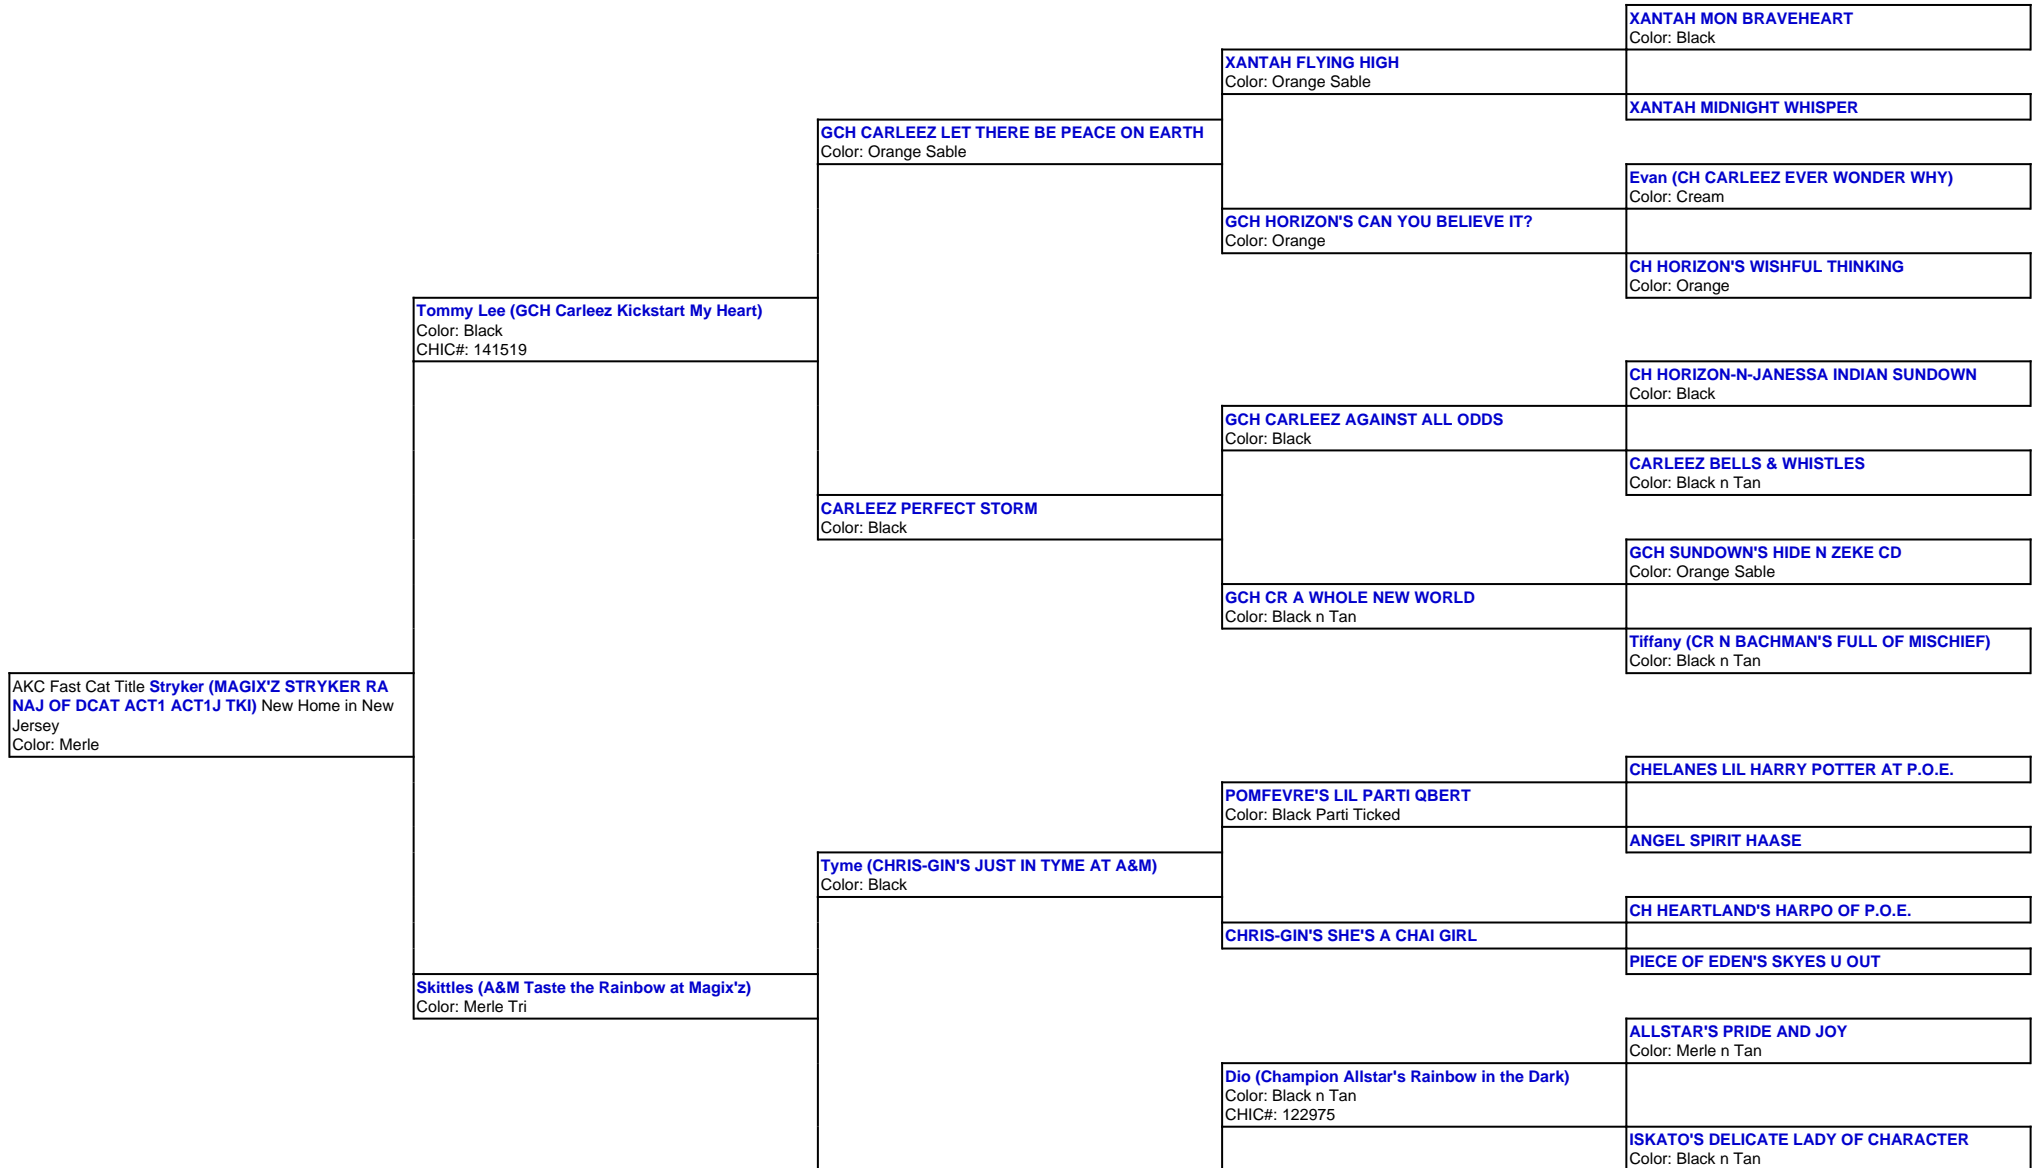 XANTAH MON BRAVEHEART
Color: Black
XANTAH FLYING HIGH
Color: Orange Sable
XANTAH MIDNIGHT WHISPER
GCH CARLEEZ LET THERE BE PEACE ON EARTH
Color: Orange Sable
Evan (CH CARLEEZ EVER WONDER WHY)
Color: Cream
GCH HORIZON'S CAN YOU BELIEVE IT?
Color: Orange
CH HORIZON'S WISHFUL THINKING
Color: Orange
Tommy Lee (GCH Carleez Kickstart My Heart)
Color: Black
CHIC#: 141519
CH HORIZON-N-JANESSA INDIAN SUNDOWN
Color: Black
GCH CARLEEZ AGAINST ALL ODDS
Color: Black
CARLEEZ BELLS & WHISTLES
Color: Black n Tan
CARLEEZ PERFECT STORM
Color: Black
GCH SUNDOWN'S HIDE N ZEKE CD
Color: Orange Sable
GCH CR A WHOLE NEW WORLD
Color: Black n Tan
Tiffany (CR N BACHMAN'S FULL OF MISCHIEF)
Color: Black n Tan
AKC Fast Cat Title Stryker (MAGIX'Z STRYKER RA
NAJ OF DCAT ACT1 ACT1J TKI) New Home in New
Jersey
Color: Merle
CHELANES LIL HARRY POTTER AT P.O.E.
POMFEVRE'S LIL PARTI QBERT
Color: Black Parti Ticked
ANGEL SPIRIT HAASE
Tyme (CHRIS-GIN'S JUST IN TYME AT A&M)
Color: Black
CH HEARTLAND'S HARPO OF P.O.E.
CHRIS-GIN'S SHE'S A CHAI GIRL
PIECE OF EDEN'S SKYES U OUT
Skittles (A&M Taste the Rainbow at Magix'z)
Color: Merle Tri
ALLSTAR'S PRIDE AND JOY
Color: Merle n Tan
Dio (Champion Allstar's Rainbow in the Dark)
Color: Black n Tan
CHIC#: 122975
ISKATO'S DELICATE LADY OF CHARACTER
Color: Black n Tan